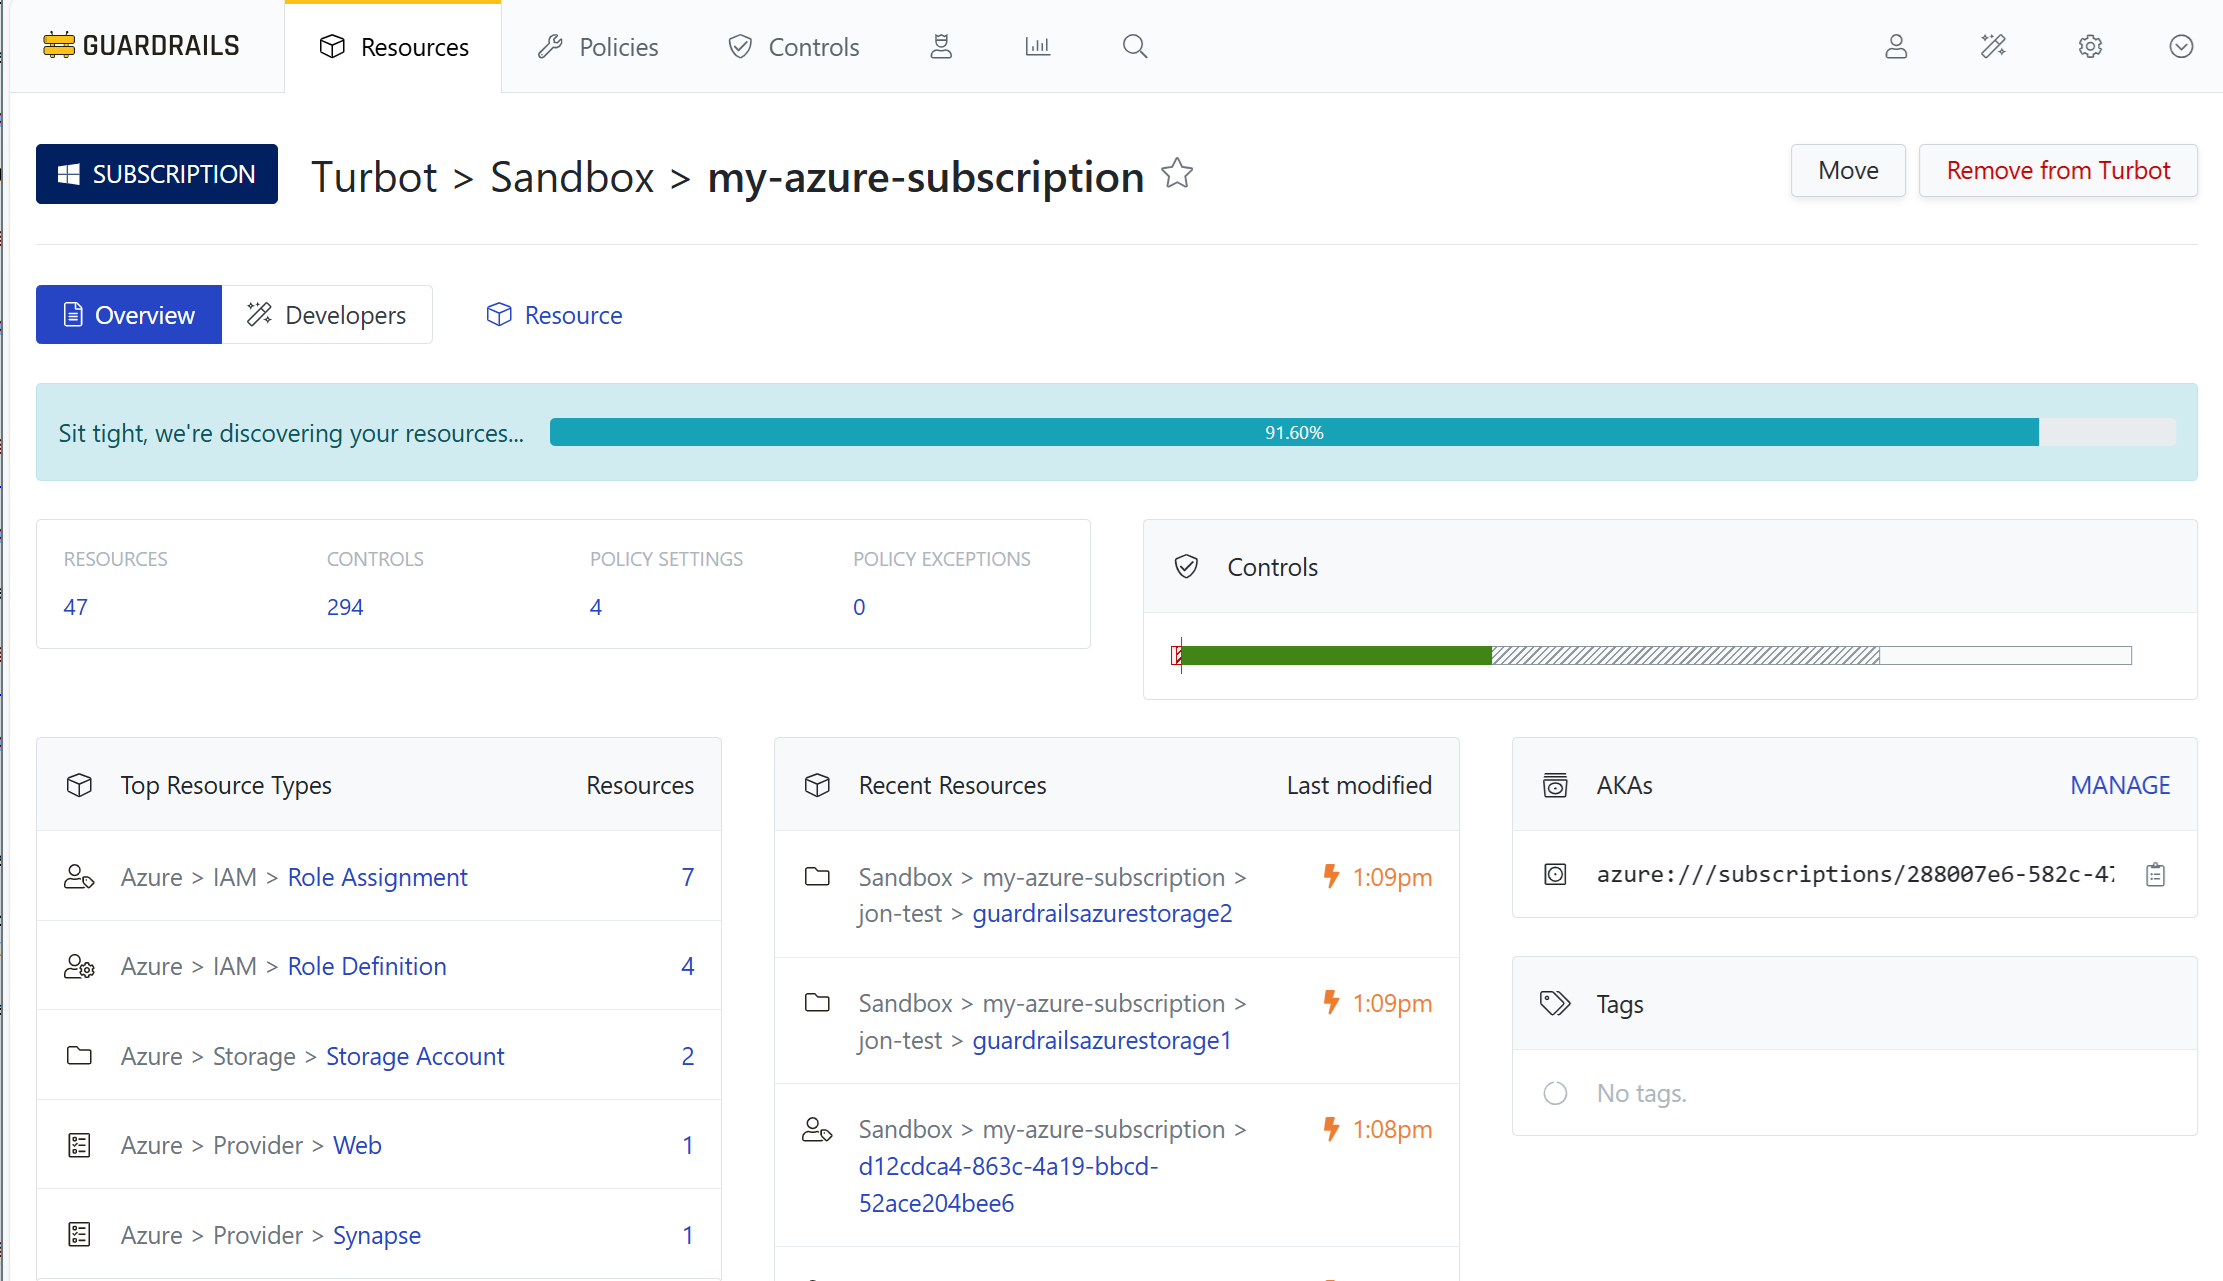 GUARDRAILS
Resources
Policies
Controls
SUBSCRIPTION
Turbot > Sandbox > my-azure-subscription
Move
Remove from Turbot
Overview
Developers
Resource
Sit tight, we're discovering your resources...
91.60%
RESOURCES
47
CONTROLS
294
POLICY SETTINGS
4
POLICY EXCEPTIONS
0
Controls
Top Resource Types Resources
Azure > IAM > Role Assignment 7
Azure > IAM > Role Definition 4
Azure > Storage > Storage Account 2
Azure > Provider > Web 1
Azure > Provider > Synapse 1
Recent Resources Last modified
Sandbox > my-azure-subscription > 1:09pm
jon-test > guardrailsazurestorage2
Sandbox > my-azure-subscription > 1:09pm
jon-test > guardrailsazurestorage1
Sandbox > my-azure-subscription > 1:08pm
d12cdca4-863c-4a19-bbcd-
52ace204bee6
AKAs MANAGE
azure:///subscriptions/288007e6-582c-47
Tags
No tags.